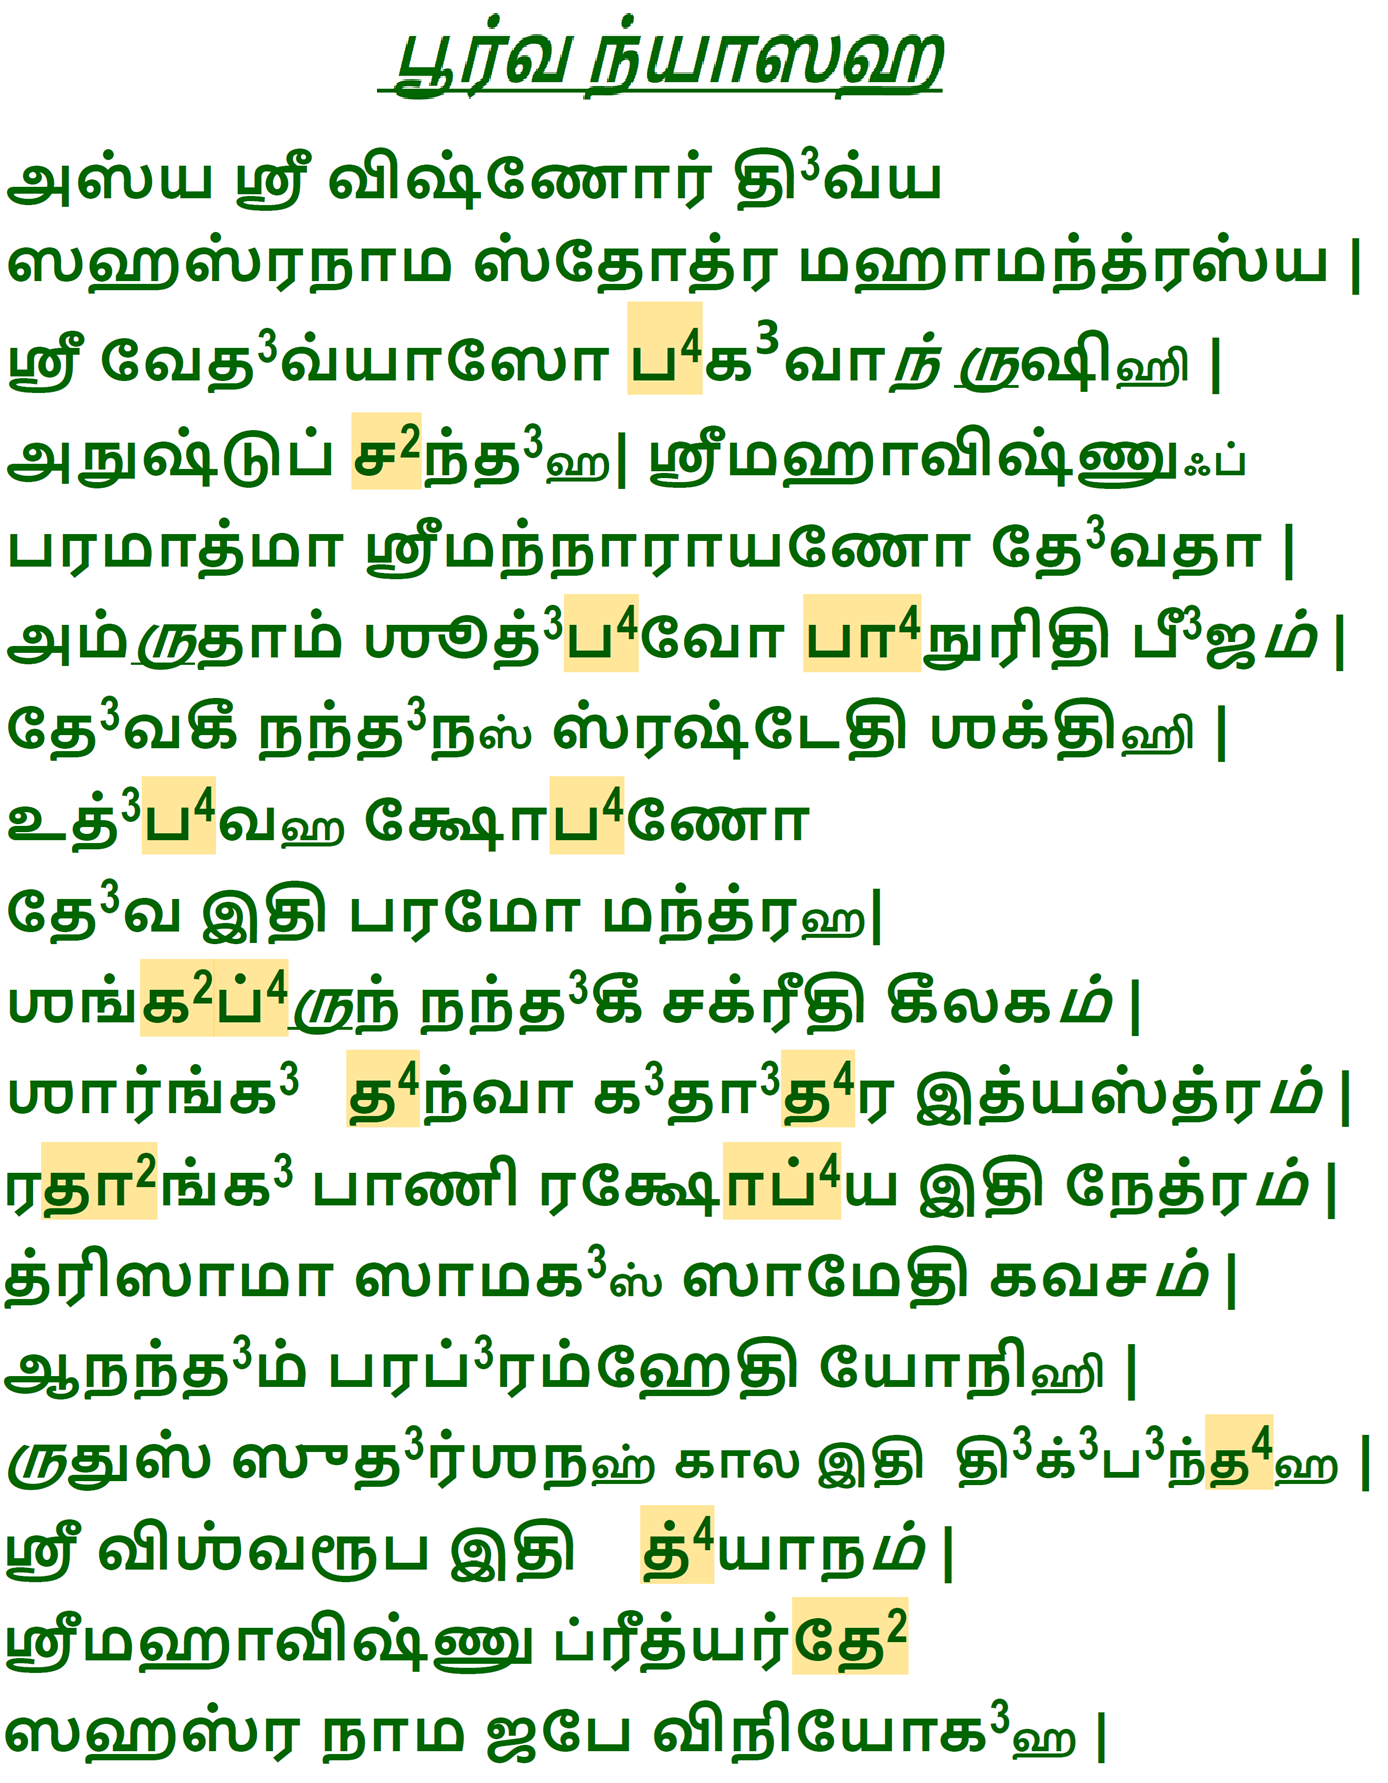 பூர்வ ந்யாஸஹ
அஸ்ய ஶ்ரீ விஷ்ணோர் தி³வ்ய
ஸஹஸ்ரநாம ஸ்தோத்ர மஹாமந்த்ரஸ்ய |
ஶ்ரீ வேத³வ்யாஸோ ப⁴க³வாந் ருஷிஹி |
அநுஷ்டுப் ச²ந்த³ஹ| ஶ்ரீமஹாவிஷ்ணுஃப்
பரமாத்மா ஶ்ரீமந்நாராயணோ தே³வதா |
அம்ருதாம் ஶூத்³ப⁴வோ பா⁴நுரிதி பீ³ஜம் |
தே³வகீ நந்த³நஸ் ஸ்ரஷ்டேதி ஶக்திஹி |
உத்³ப⁴வஹ க்ஷோப⁴ணோ
தே³வ இதி பரமோ மந்த்ரஹ|
ஶங்க²ப்⁴ருந் நந்த³கீ சக்ரீதி கீலகம் |
ஶார்ங்க³ த⁴ந்வா க³தா³த⁴ர இத்யஸ்த்ரம் |
ரதா²ங்க³ பாணி ரக்ஷோப்⁴ய இதி நேத்ரம் |
த்ரிஸாமா ஸாமக³ஸ் ஸாமேதி கவசம் |
ஆநந்த³ம் பரப்³ரம்ஹேதி யோநிஹி |
ருதுஸ் ஸுத³ர்ஶநஹ் கால இதி தி³க்³ப³ந்த⁴ஹ |
ஶ்ரீ விஶ்வரூப இதி த்⁴யாநம் |
ஶ்ரீமஹாவிஷ்ணு ப்ரீத்யர்தே²
ஸஹஸ்ர நாம ஜபே விநியோக³ஹ |